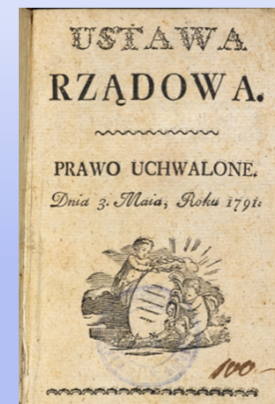 USTAWA
RZĄDOWA.
PRAWO UCHWALONE.
Dnia 3. Maia, Roku 1791.
100-